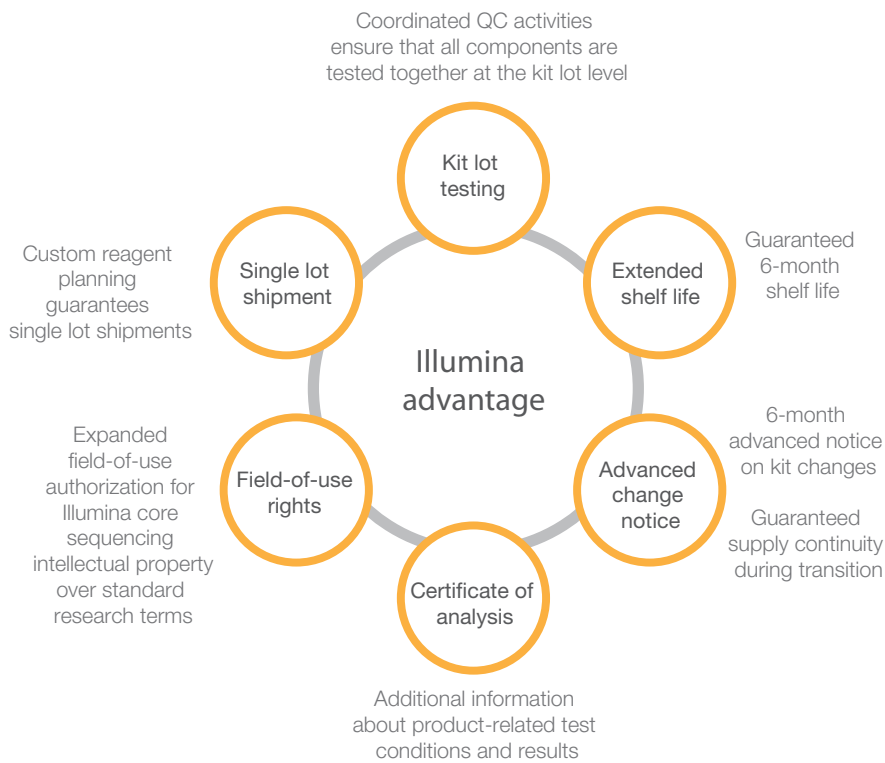 Coordinated QC activities
ensure that all components are
tested together at the kit lot level
Kit lot
testing
Extended
shelf life
Guaranteed
6-month
shelf life
Advanced
change
notice
6-month
advanced notice
on kit changes
Guaranteed
supply continuity
during transition
Certificate of
analysis
Additional information
about product-related test
conditions and results
Field-of-use
rights
Expanded
field-of-use
authorization for
Illumina core
sequencing
intellectual property
over standard
research terms
Single lot
shipment
Custom reagent
planning
guarantees
single lot shipments
Illumina
advantage